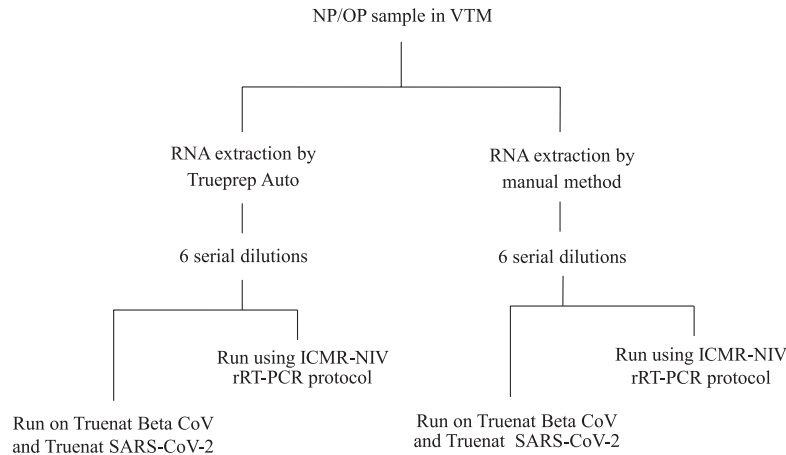 NP/OP sample in VTM
RNA extraction by
Trueprep Auto
RNA extraction by
manual method
6 serial dilutions
6 serial dilutions
Run using ICMR-NIV
rRT-PCR protocol
Run using ICMR-NIV
rRT-PCR protocol
Run on Truenat Beta CoV
and Truenat SARS-CoV-2
Run on Truenat Beta CoV
and Truenat SARS-CoV-2